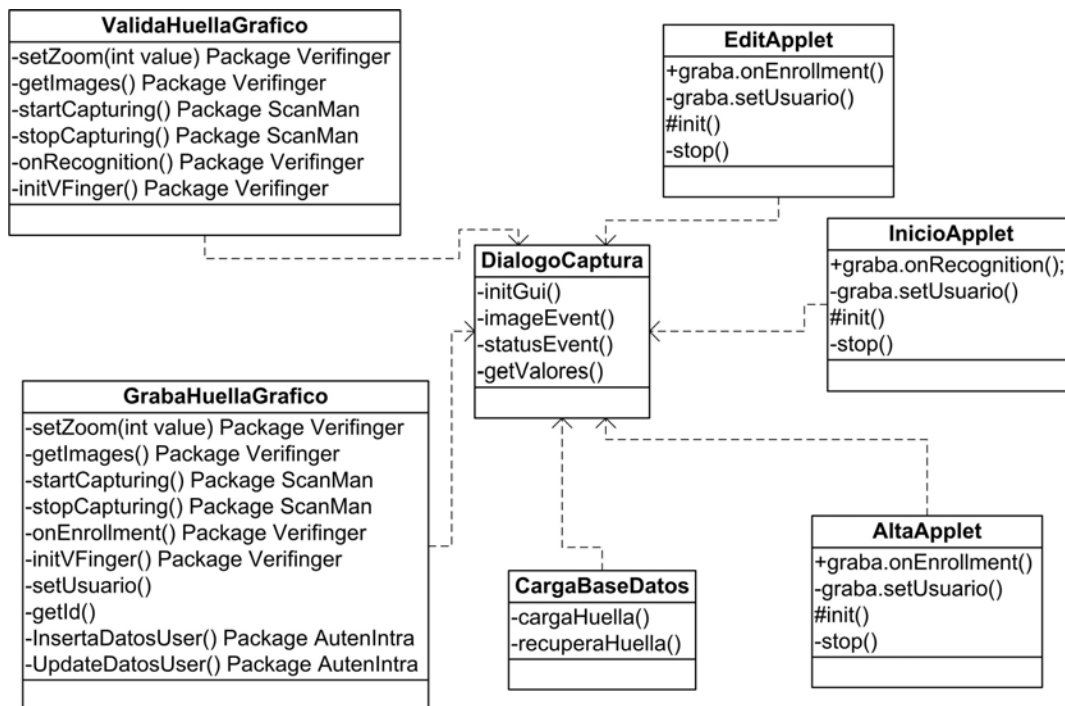 ValidaHuellaGrafico
-setZoom(int value) Package Verifinger
-getImages() Package Verifinger
-startCapturing() Package ScanMan
-stopCapturing() Package ScanMan
-onRecognition() Package Verifinger
-initVFinger() Package Verifinger
EditApplet
+graba.onEnrollment()
-graba.setUsuario()
#init()
-stop()
DialogoCaptura
-initGui()
-imageEvent()
-statusEvent()
-getValores()
InicioApplet
+graba.onRecognition();
-graba.setUsuario()
#init()
-stop()
GrabaHuellaGrafico
-setZoom(int value) Package Verifinger
-getImages() Package Verifinger
-startCapturing() Package ScanMan
-stopCapturing() Package ScanMan
-onEnrollment() Package Verifinger
-initVFinger() Package Verifinger
-setUsuario()
-getId()
-InsertaDatosUser() Package AutenIntra
-UpdateDatosUser() Package AutenIntra
CargaBaseDatos
-cargaHuella()
-recuperaHuella()
AltaApplet
+graba.onEnrollment()
-graba.setUsuario()
#init()
-stop()